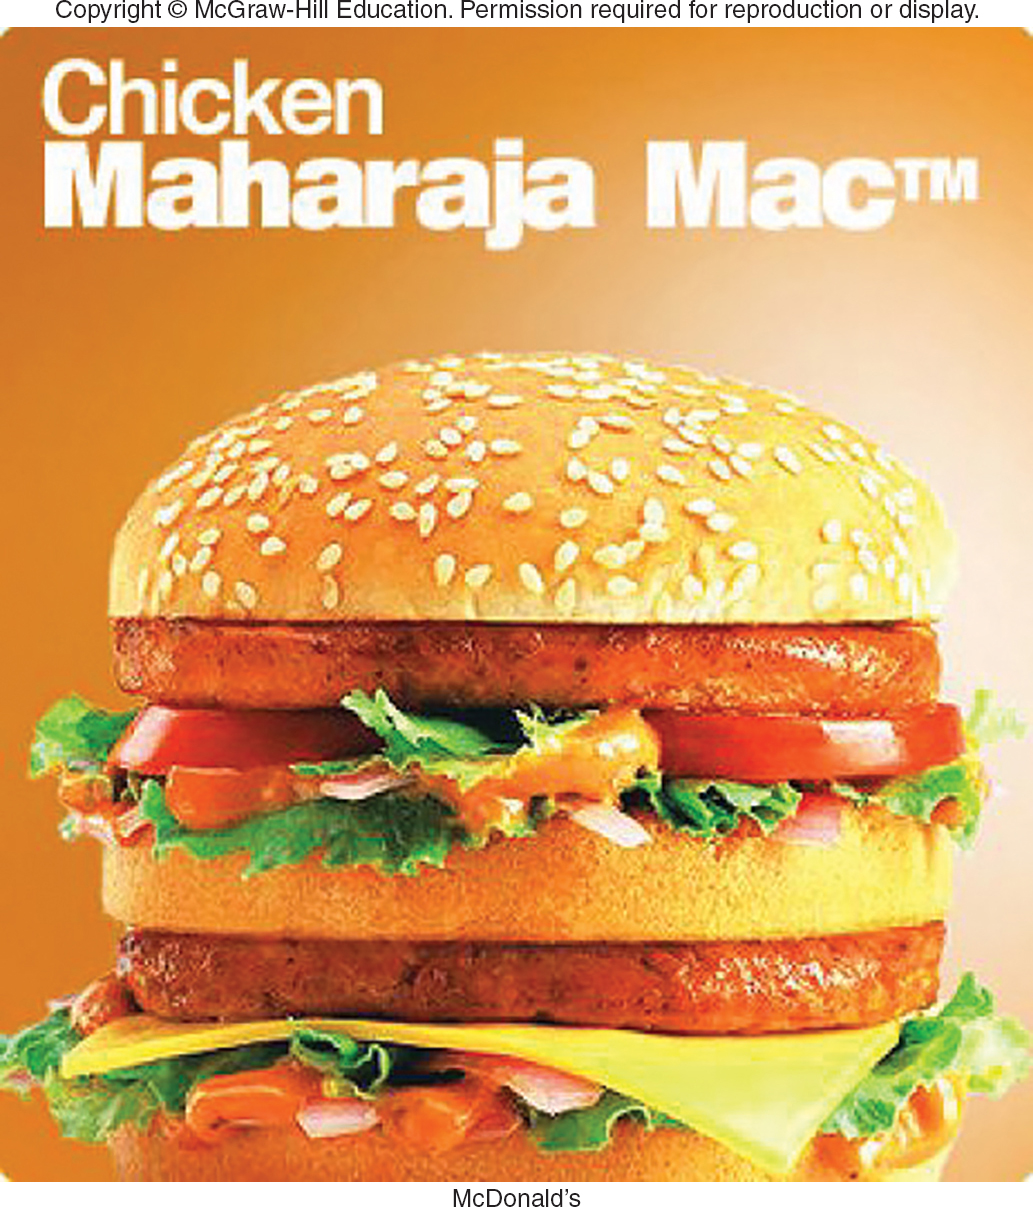 Copyright © McGraw-Hill Education. Permission required for reproduction or display.
Chicken
Maharaja Mac™
McDonald’s